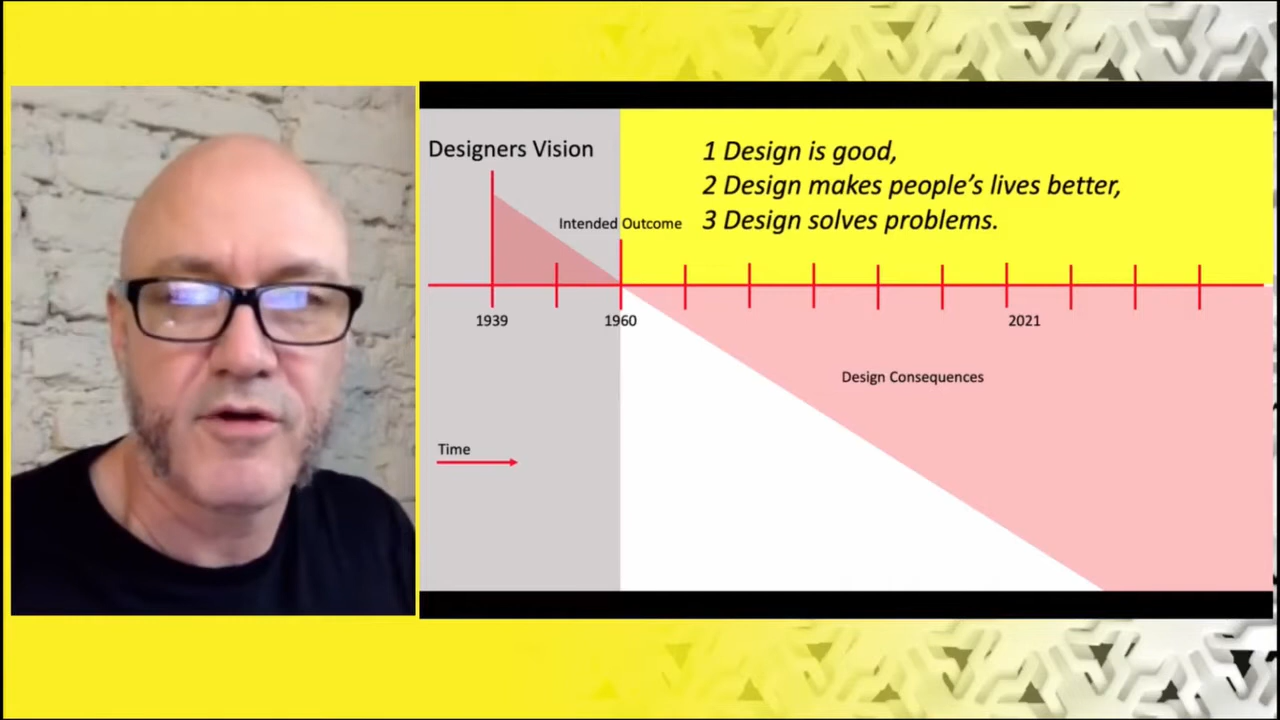 Designers Vision
1 Design is good,
2 Design makes people’s lives better,
3 Design solves problems.
Intended Outcome
1939
1960
2021
Design Consequences
Time